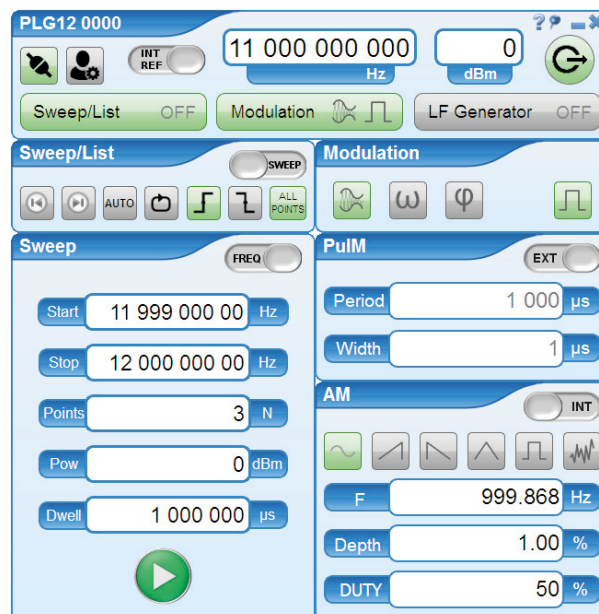 PLG12 0000
INT REF
11 000 000 000
Hz
0
dBm
Sweep/List OFF
Modulation
LF Generator OFF
Sweep/List
SWEEP
AUTO
ALL POINTS
Modulation
ω
φ
Sweep
FREQ
Start 11 999 000 00 Hz
Stop 12 000 000 00 Hz
Points 3 N
Pow 0 dBm
Dwell 1 000 000 µs
PulM
EXT
Period 1 000 µs
Width 1 µs
AM
INT
F 999.868 Hz
Depth 1.00 %
DUTY 50 %